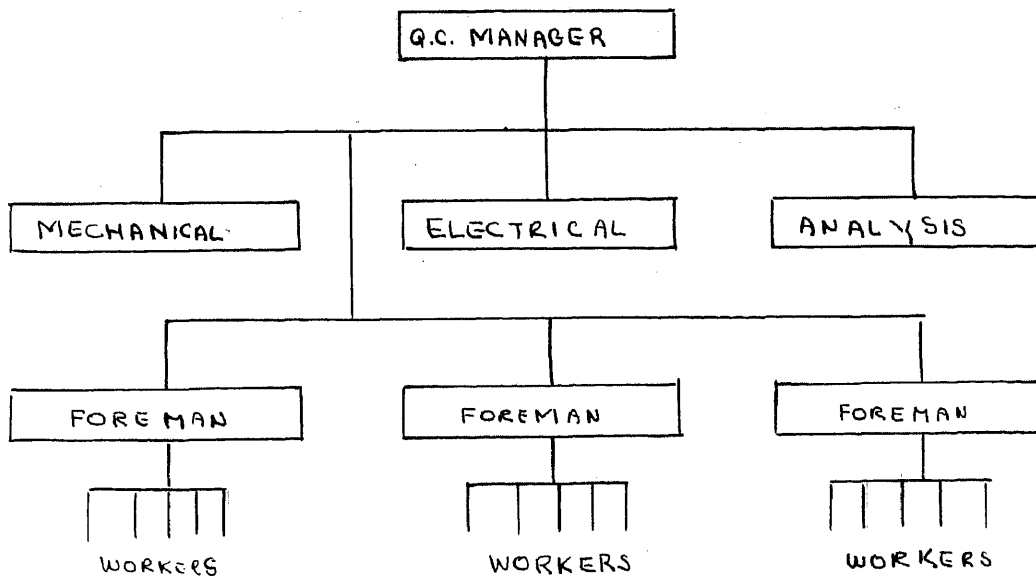 Q.C. MANAGER
MECHANICAL.
ELECTRICAL
ANALYSIS
FOREMAN
FOREMAN
FOREMAN
WORKERS
WORKERS
WORKERS